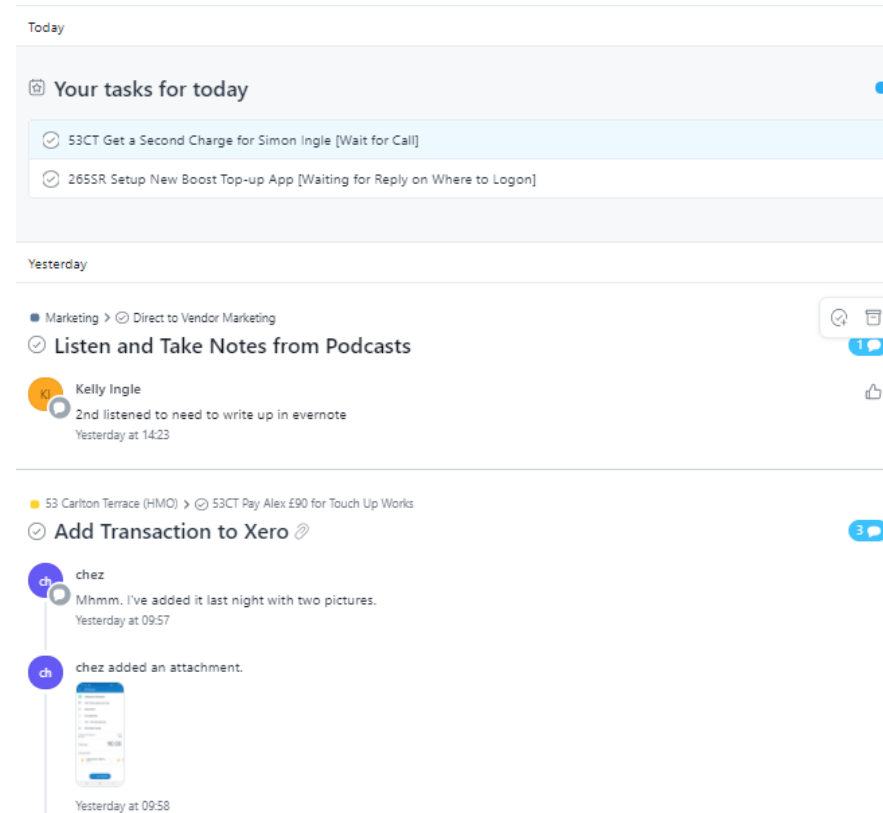 Today
Your tasks for today
53CT Get a Second Charge for Simon Ingle [Wait for Call]
265SR Setup New Boost Top-up App [Waiting for Reply on Where to Logon]
Yesterday
Marketing > Direct to Vendor Marketing
Listen and Take Notes from Podcasts
1
KI
Kelly Ingle
2nd listened to need to write up in evernote
Yesterday at 14:23
53 Carlton Terrace (HMO) > 53CT Pay Alex £90 for Touch Up Works
Add Transaction to Xero
3
ch
chez
Mhmm. I've added it last night with two pictures.
Yesterday at 09:57
ch
chez added an attachment.
Yesterday at 09:58